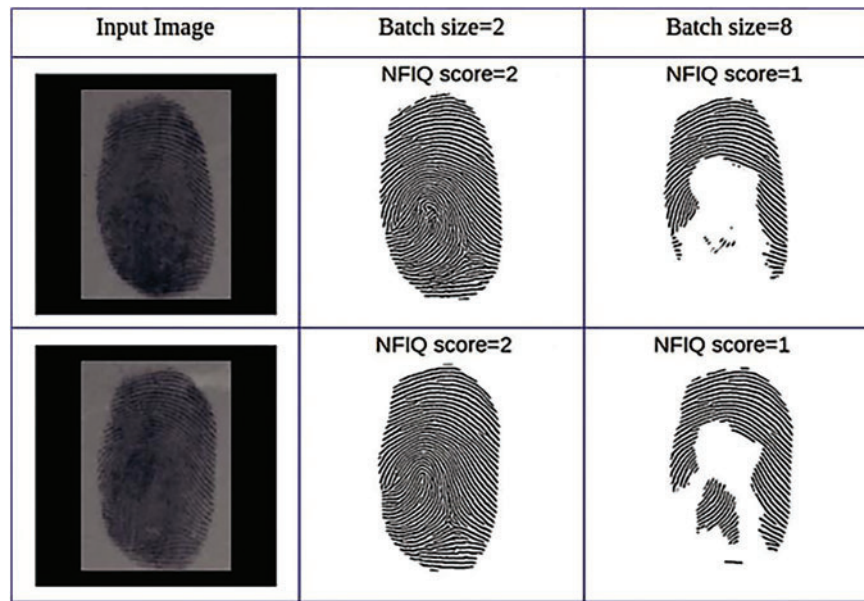 Input Image
Batch size=2
Batch size=8
NFIQ score=2
NFIQ score=1
NFIQ score=2
NFIQ score=1